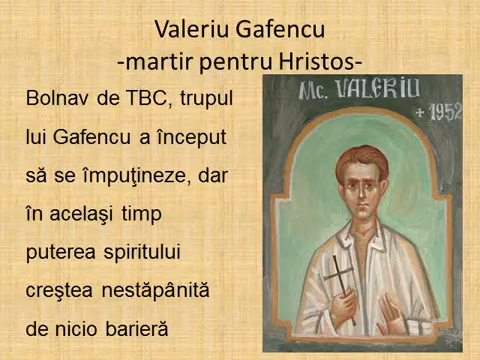 Valeriu Gafencu
-martir pentru Hristos-
Bolnav de TBC, trupul
lui Gafencu a început
să se împuţineze, dar
în acelaşi timp
puterea spiritului
creştea nestăpânită
de nicio barieră
Mc. VALERIU
+ 1952